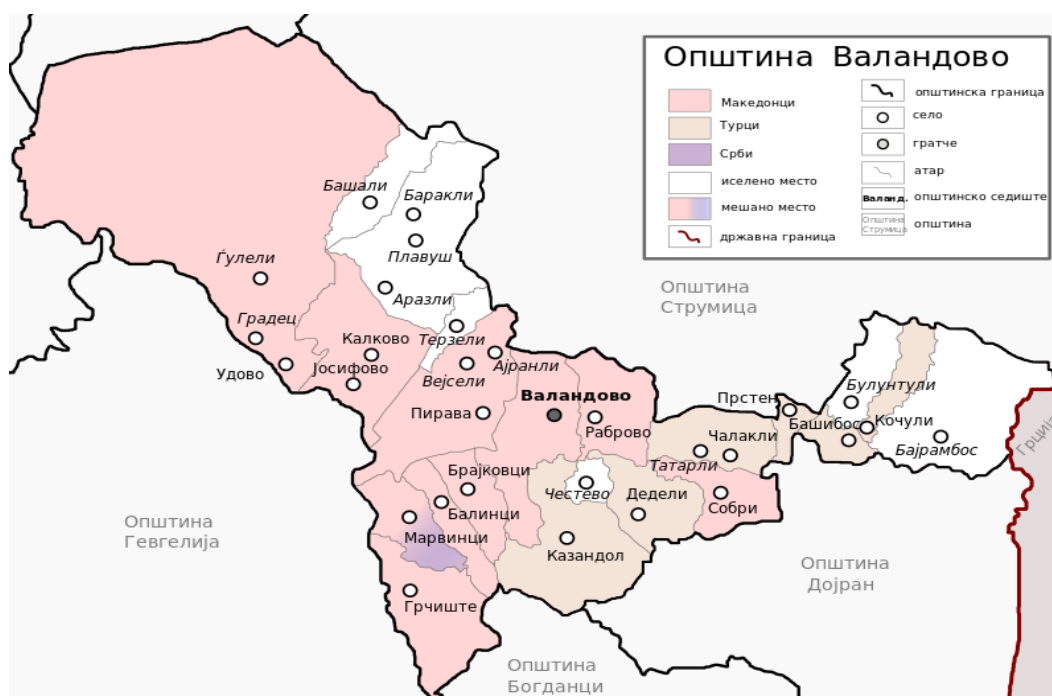 Општина Валандово
Македонци
Турци
Срби
иселено место
мешано место
државна граница
општинска граница
село
гратче
атар
Валанд.
општинско седиште
Општина
Струмица
општина
Башали
Баракли
Плавуш
Ѓулели
Аразли
Градец
Калково
Терзели
Удово
Јосифово
Вејсели
Ајранли
Општина
Струмица
Пирава
Валандово
Раброво
Прстен
Булунтули
Чалакли
Башибос
Кочули
Бајрамбос
Грциј
Татарли
Брајковци
Честево
Дедели
Собри
Балинци
Марвинци
Казандол
Општина
Гевгелија
Општина
Дојран
Грчиште
Општина
Богданци